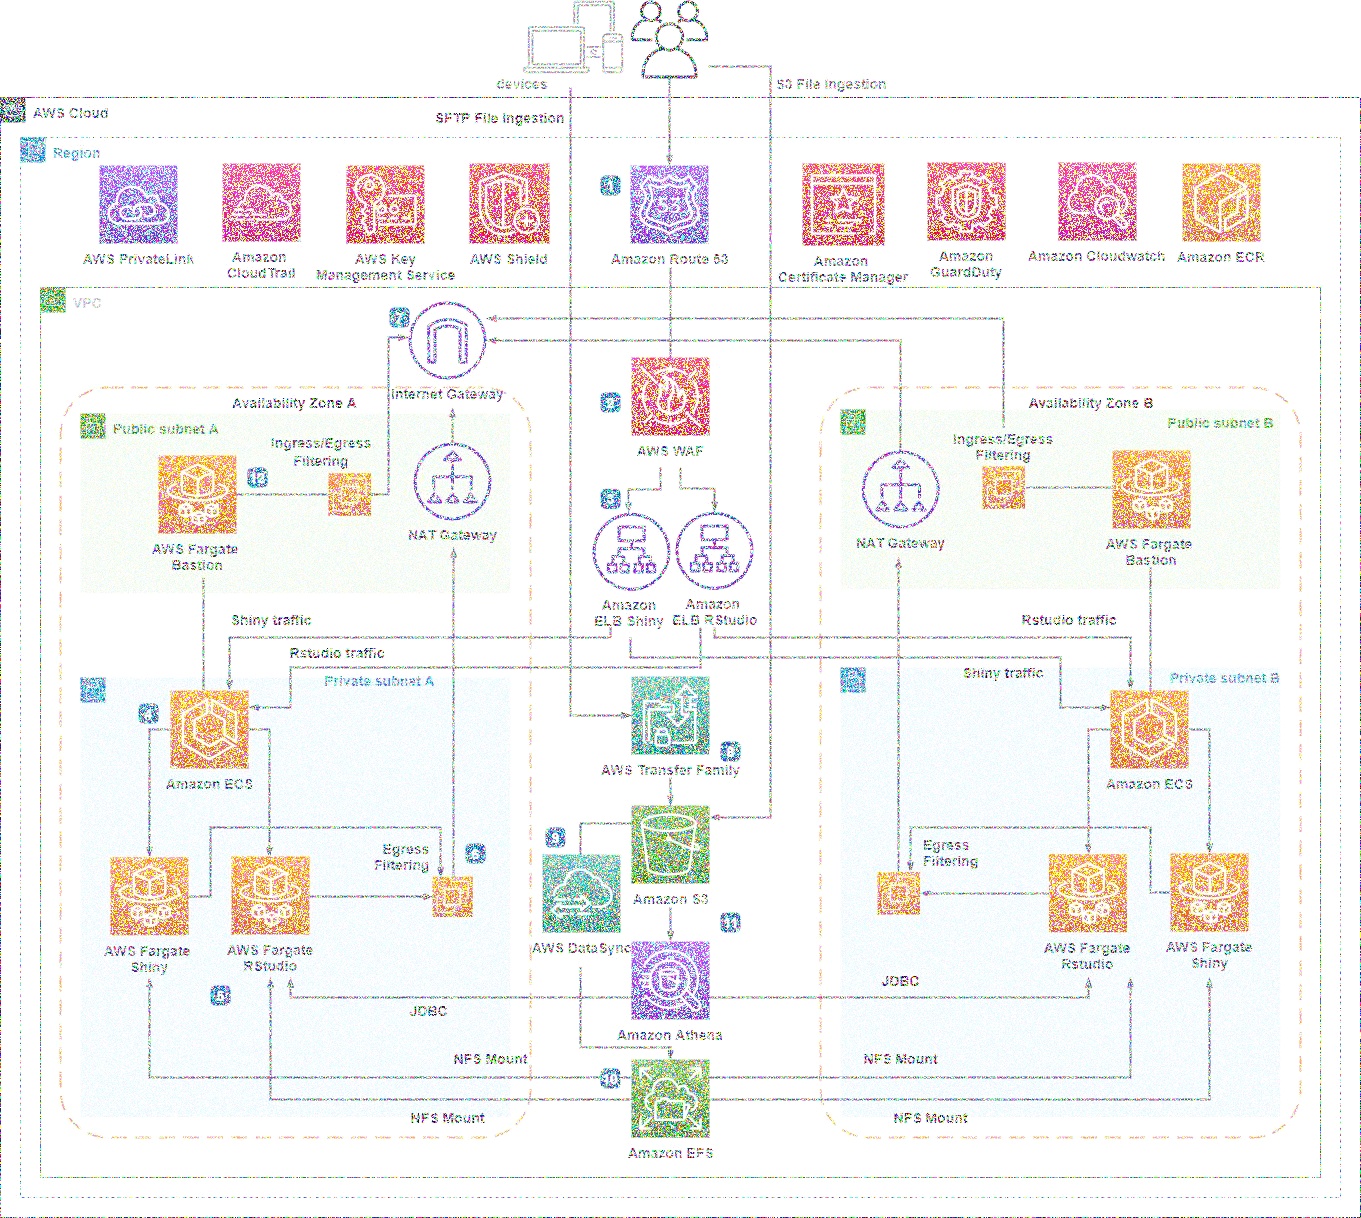 devices
S3 File Ingestion
SFTP File Ingestion
AWS Cloud
Region
AWS PrivateLink
Amazon
CloudTrail
AWS Key
Management Service
AWS Shield
1
Amazon Route 53
Amazon
Certificate Manager
Amazon
GuardDuty
Amazon Cloudwatch
Amazon ECR
VPC
7
Internet Gateway
2
AWS WAF
Availability Zone A
Public subnet A
Ingress/Egress
Filtering
12
AWS Fargate
Bastion
NAT Gateway
3
Amazon
ELB Shiny
Amazon
ELB RStudio
Availability Zone B
Public subnet B
Ingress/Egress
Filtering
NAT Gateway
AWS Fargate
Bastion
Shiny traffic
Rstudio traffic
Rstudio traffic
Shiny traffic
Private subnet A
Private subnet B
4
Amazon ECS
8
AWS Transfer Family
Amazon ECS
9
Egress
Filtering
Amazon S3
Egress
Filtering
11
AWS Fargate
Shiny
AWS Fargate
RStudio
AWS DataSync
AWS Fargate
Rstudio
AWS Fargate
Shiny
5
JDBC
JDBC
Amazon Athena
NFS Mount
NFS Mount
10
NFS Mount
NFS Mount
Amazon EFS